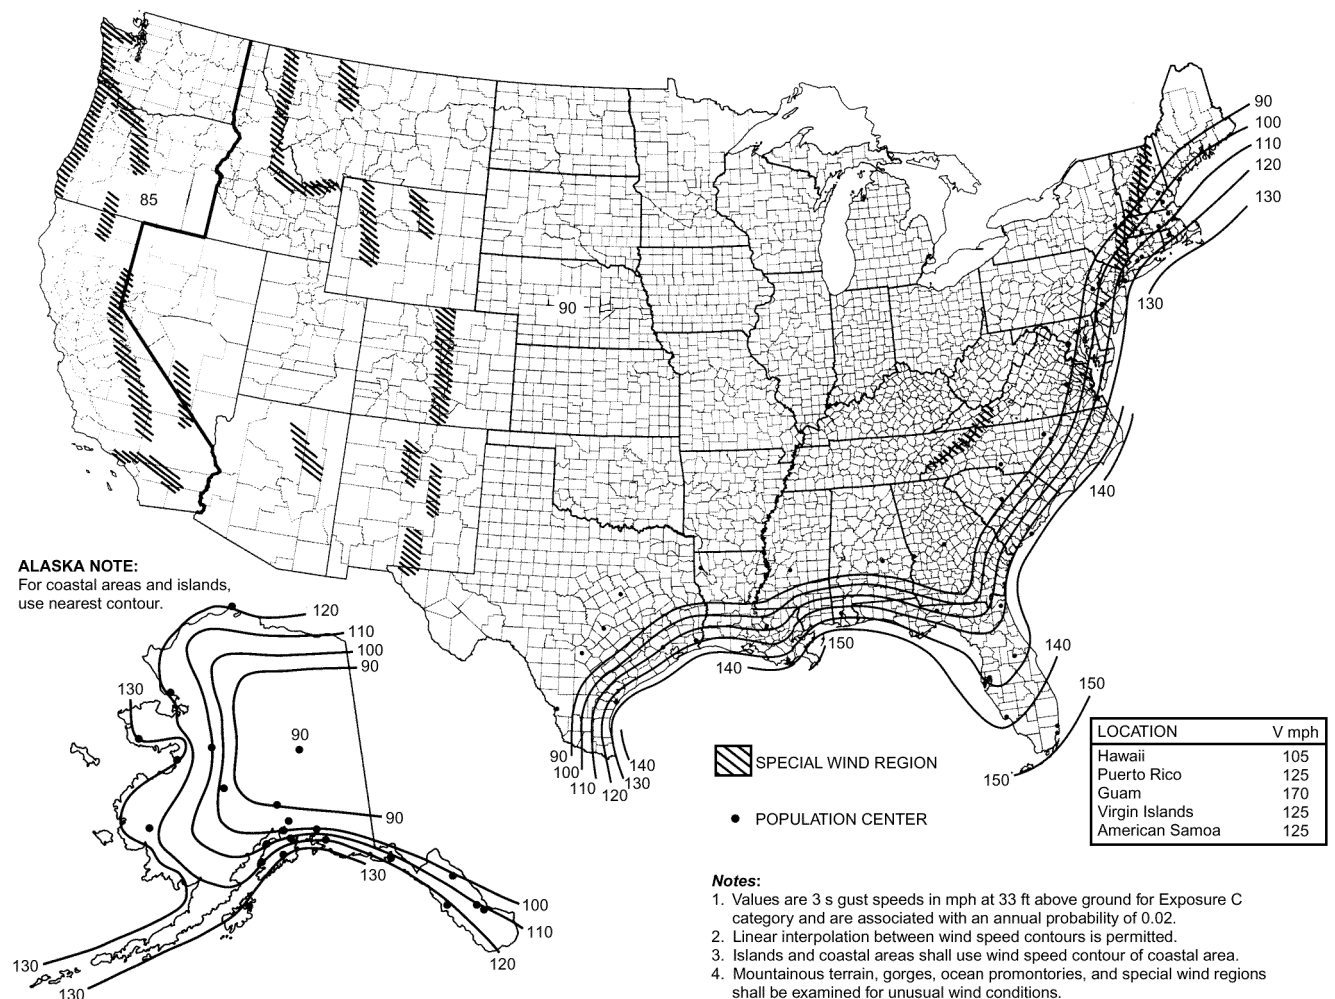 90
100
110
120
130
85
130
90
140
ALASKA NOTE:
For coastal areas and islands,
use nearest contour.
120
110
100
90
150
140
140
130
150
90
90
100
110
120
130
140
150
90
130
100
110
120
130
130
SPECIAL WIND REGION
POPULATION CENTER
LOCATION V mph
Hawaii 105
Puerto Rico 125
Guam 170
Virgin Islands 125
American Samoa 125
Notes:
1. Values are 3 s gust speeds in mph at 33 ft above ground for Exposure C
category and are associated with an annual probability of 0.02.
2. Linear interpolation between wind speed contours is permitted.
3. Islands and coastal areas shall use wind speed contour of coastal area.
4. Mountainous terrain, gorges, ocean promontories, and special wind regions
shall be examined for unusual wind conditions.